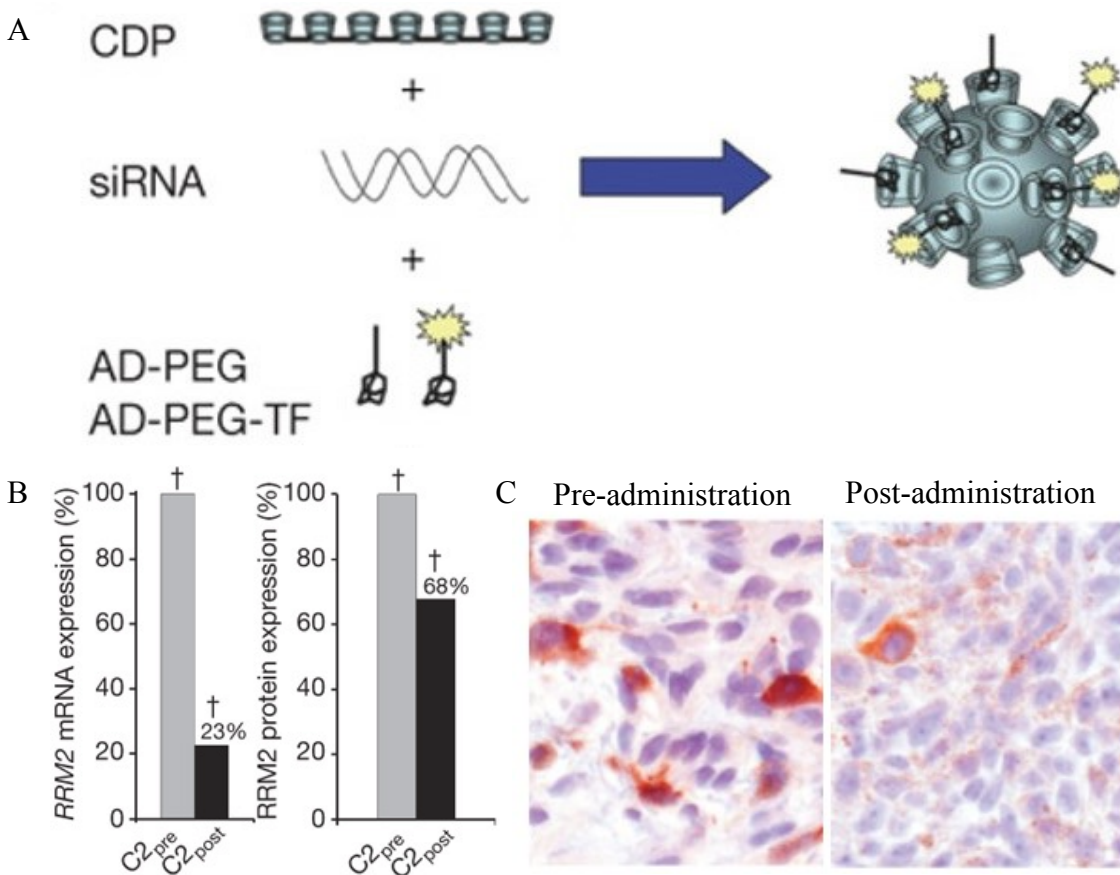 A
CDP
+
siRNA
+
AD-PEG
AD-PEG-TF
B
RRM2 mRNA expression (%)
100
80
60
40
20
0
†
†
23%
C2pre
C2post
RRM2 protein expression (%)
100
80
60
40
20
0
†
†
68%
C2pre
C2post
C
Pre-administration
Post-administration